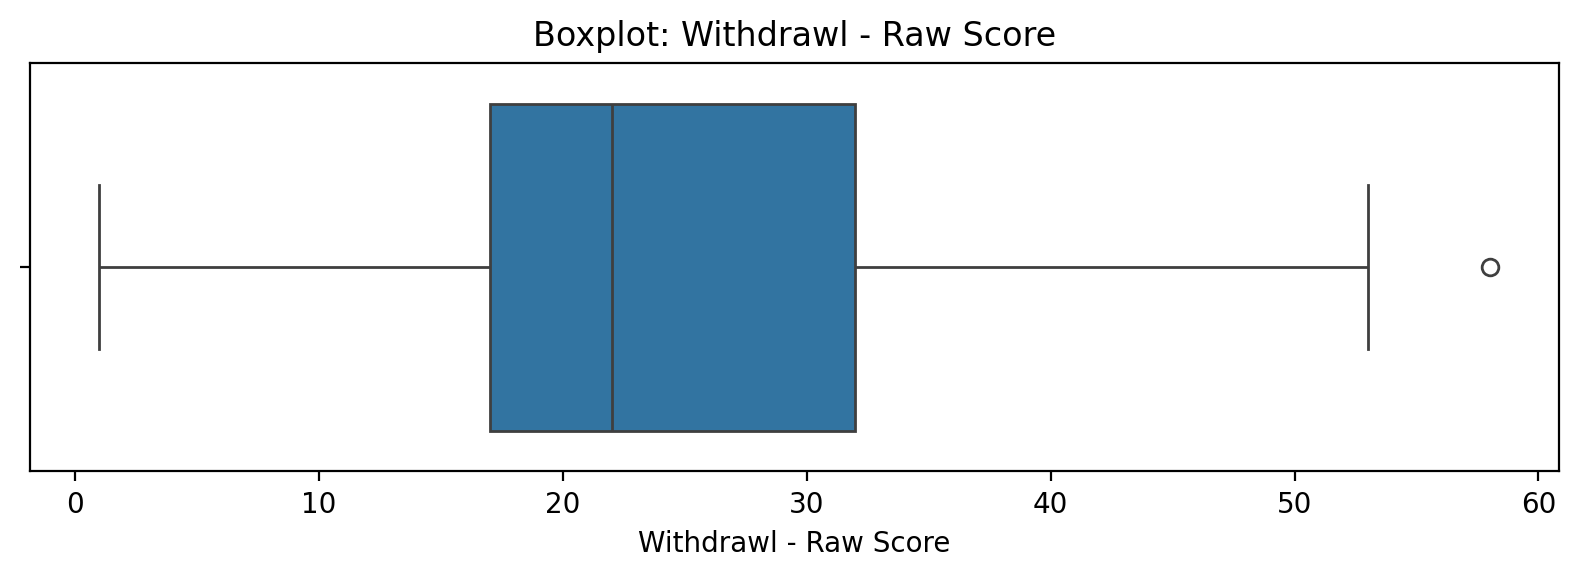 Boxplot: Withdrawl - Raw Score
0 10 20 30 40 50 60
Withdrawl - Raw Score